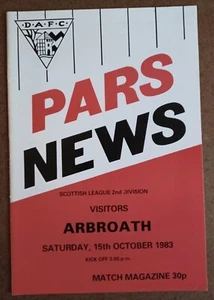 D A F C
PARS
NEWS
SCOTTISH LEAGUE 2nd DIVISION
VISITORS
ARBROATH
SATURDAY, 15th OCTOBER 1983
KICK OFF 3.00 p.m.
MATCH MAGAZINE 30p